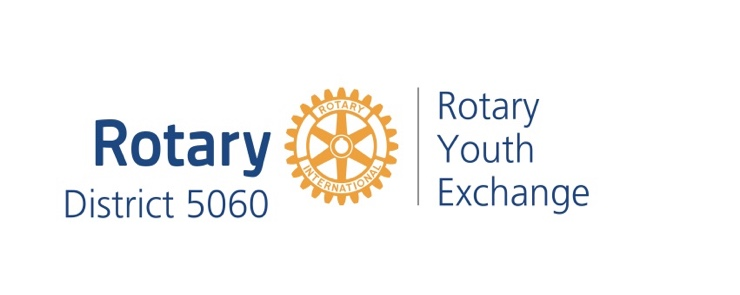 Rotary
District 5060
ROTARY
INTERNATIONAL
Rotary
Youth
Exchange